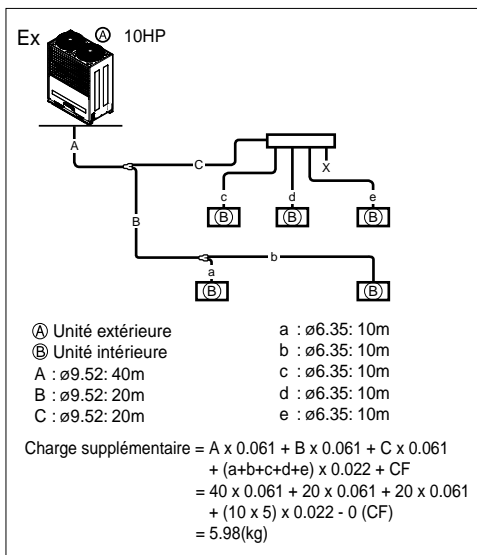 Ex Ⓐ 10HP
A
C
X
c d e
Ⓑ Ⓑ Ⓑ
B
b
a
Ⓑ Ⓑ
Ⓐ Unité extérieure
Ⓑ Unité intérieure
A : ø9.52: 40m
B : ø9.52: 20m
C : ø9.52: 20m
a : ø6.35: 10m
b : ø6.35: 10m
c : ø6.35: 10m
d : ø6.35: 10m
e : ø6.35: 10m
Charge supplémentaire = A x 0.061 + B x 0.061 + C x 0.061
+ (a+b+c+d+e) x 0.022 + CF
= 40 x 0.061 + 20 x 0.061 + 20 x 0.061
+ (10 x 5) x 0.022 - 0 (CF)
= 5.98(kg)